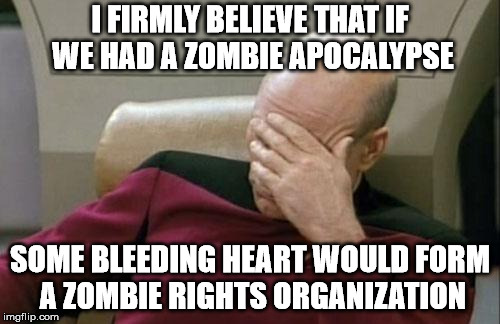 I FIRMLY BELIEVE THAT IF
WE HAD A ZOMBIE APOCALYPSE
SOME BLEEDING HEART WOULD FORM
A ZOMBIE RIGHTS ORGANIZATION
imgflip.com